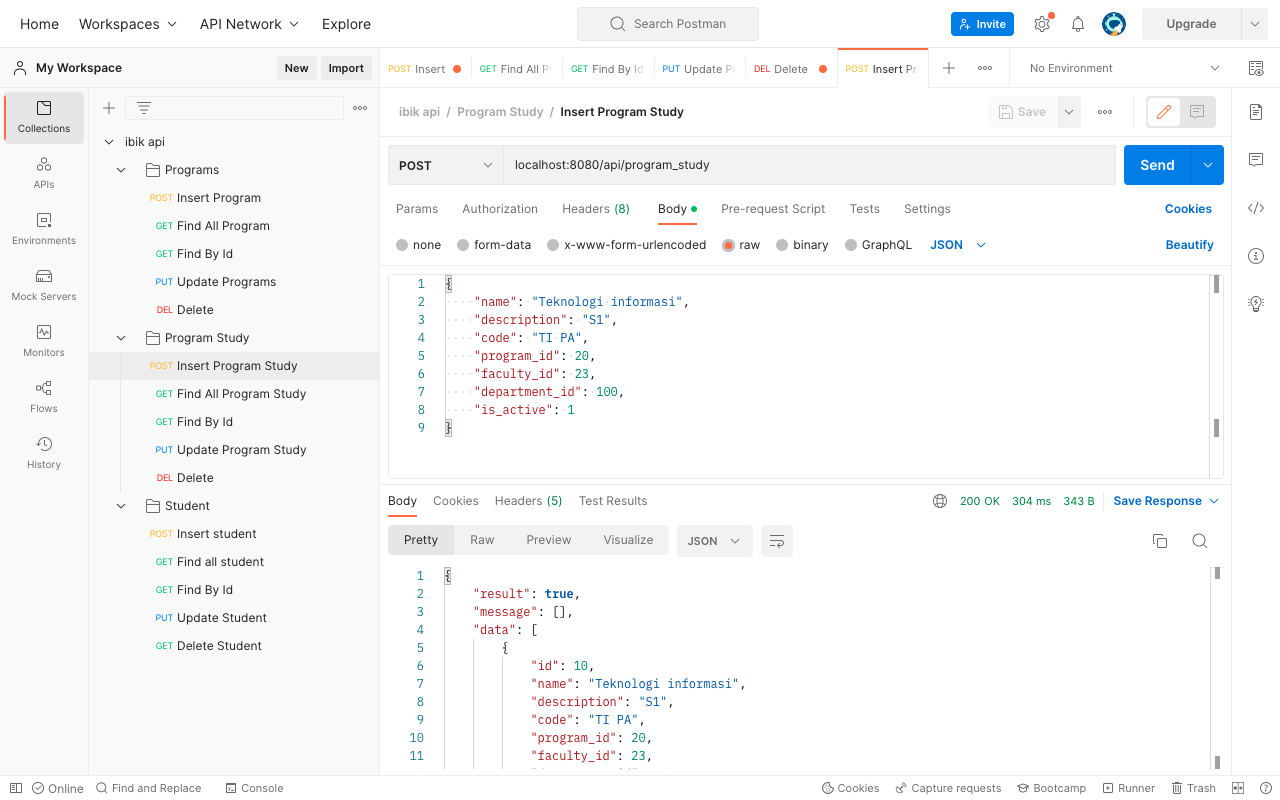 Home Workspaces API Network Explore Search Postman Invite Upgrade
My Workspace New Import
POST Insert GET Find All P GET Find By Id PUT Update P DEL Delete POST Insert Pr No Environment
Collections
APIs
Environments
Mock Servers
Monitors
Flows
History
ibik api
Programs
POST Insert Program
GET Find All Program
GET Find By Id
PUT Update Programs
DEL Delete
Program Study
POST Insert Program Study
GET Find All Program Study
GET Find By Id
PUT Update Program Study
DEL Delete
Student
POST Insert student
GET Find all student
GET Find By Id
PUT Update Student
GET Delete Student
ibik api / Program Study / Insert Program Study Save
POST localhost:8080/api/program_study Send
Params Authorization Headers (8) Body Pre-request Script Tests Settings Cookies
none form-data x-www-form-urlencoded raw binary GraphQL JSON Beautify
1 {
2 "name": "Teknologi informasi",
3 "description": "S1",
4 "code": "TI PA",
5 "program_id": 20,
6 "faculty_id": 23,
7 "department_id": 100,
8 "is_active": 1
9 }
Body Cookies Headers (5) Test Results 200 OK 304 ms 343 B Save Response
Pretty Raw Preview Visualize JSON
1 {
2 "result": true,
3 "message": [],
4 "data": [
5 {
6 "id": 10,
7 "name": "Teknologi informasi",
8 "description": "S1",
9 "code": "TI PA",
10 "program_id": 20,
11 "faculty_id": 23,
Online Find and Replace Console Cookies Capture requests Bootcamp Runner Trash